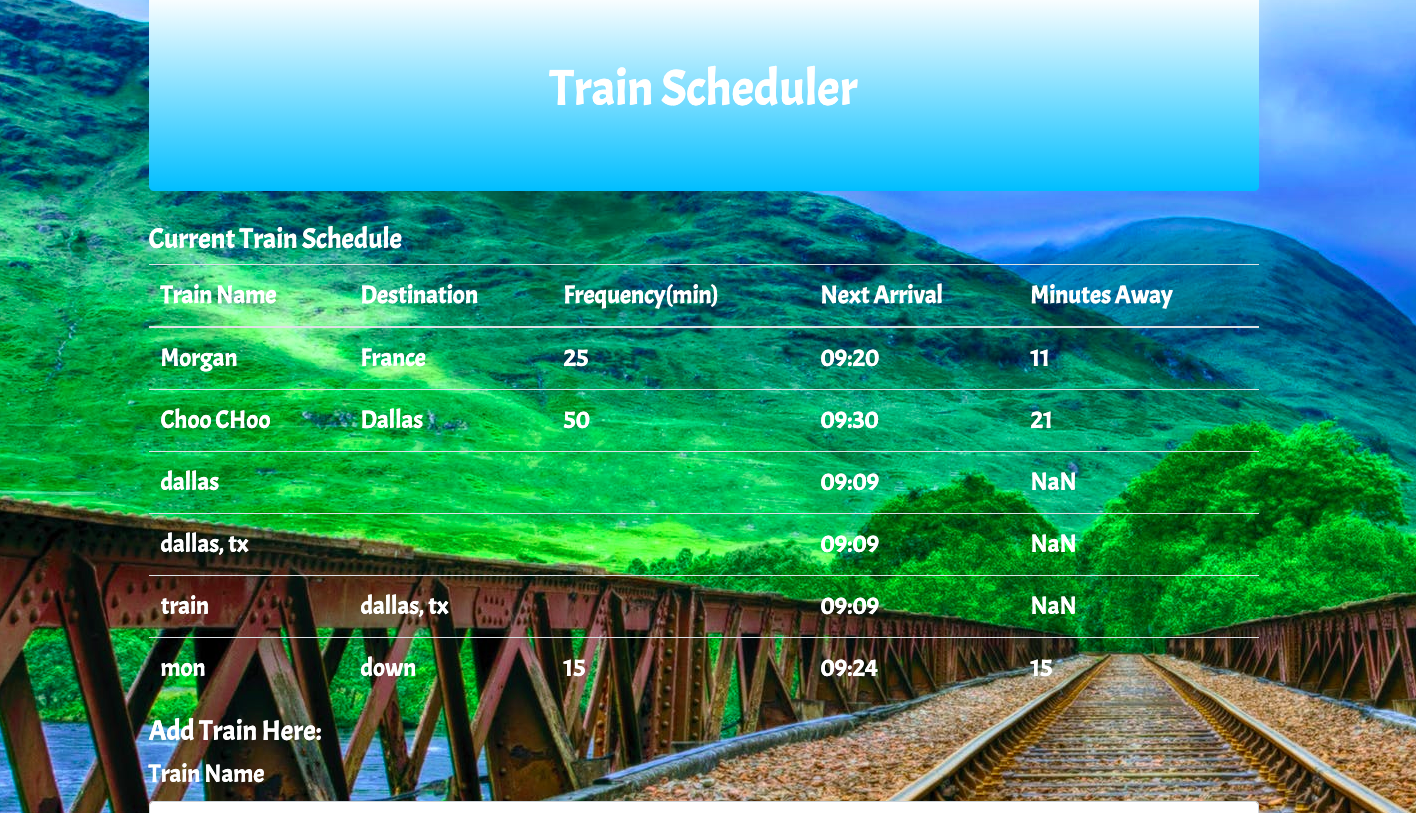 Train Scheduler
Current Train Schedule
Train Name Destination Frequency(min) Next Arrival Minutes Away
Morgan France 25 09:20 11
Choo CHoo Dallas 50 09:30 21
dallas 09:09 NaN
dallas, tx 09:09 NaN
train dallas, tx 09:09 NaN
mon down 15 09:24 15
Add Train Here:
Train Name